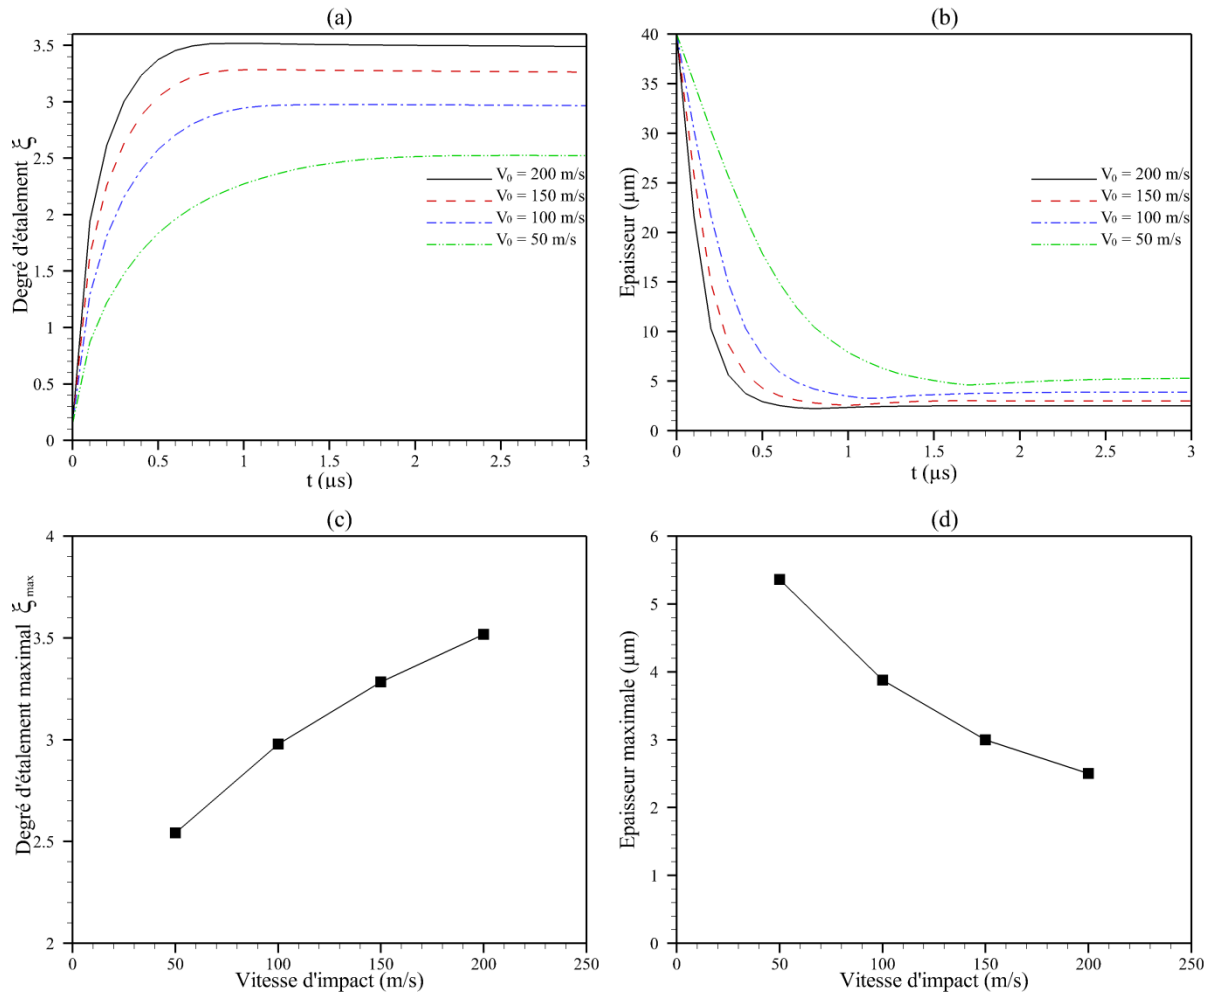 (a)
Degré d'étalement ξ
3.5
3
2.5
2
1.5
1
0.5
0
V₀ = 200 m/s
V₀ = 150 m/s
V₀ = 100 m/s
V₀ = 50 m/s
0 0.5 1 1.5 2 2.5 3
t (µs)
(b)
Epaisseur (µm)
40
35
30
25
20
15
10
5
0
V₀ = 200 m/s
V₀ = 150 m/s
V₀ = 100 m/s
V₀ = 50 m/s
0 0.5 1 1.5 2 2.5 3
t (µs)
(c)
Degré d'étalement maximal ξ max
4
3.5
3
2.5
2
0 50 100 150 200 250
Vitesse d'impact (m/s)
(d)
Epaisseur maximale (µm)
6
5
4
3
2
1
0
0 50 100 150 200 250
Vitesse d'impact (m/s)